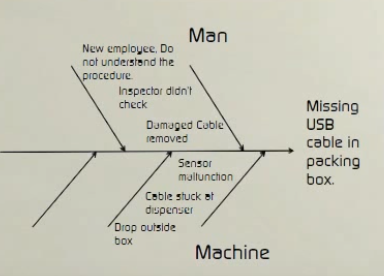 Man
New employee. Do
not understand the
procedure.
Inspector didn't
check
Damaged Cable
removed
Missing
USB
cable in
packing
box.
Sensor
malfunction
Cable stuck at
dispenser
Drop outside
box
Machine